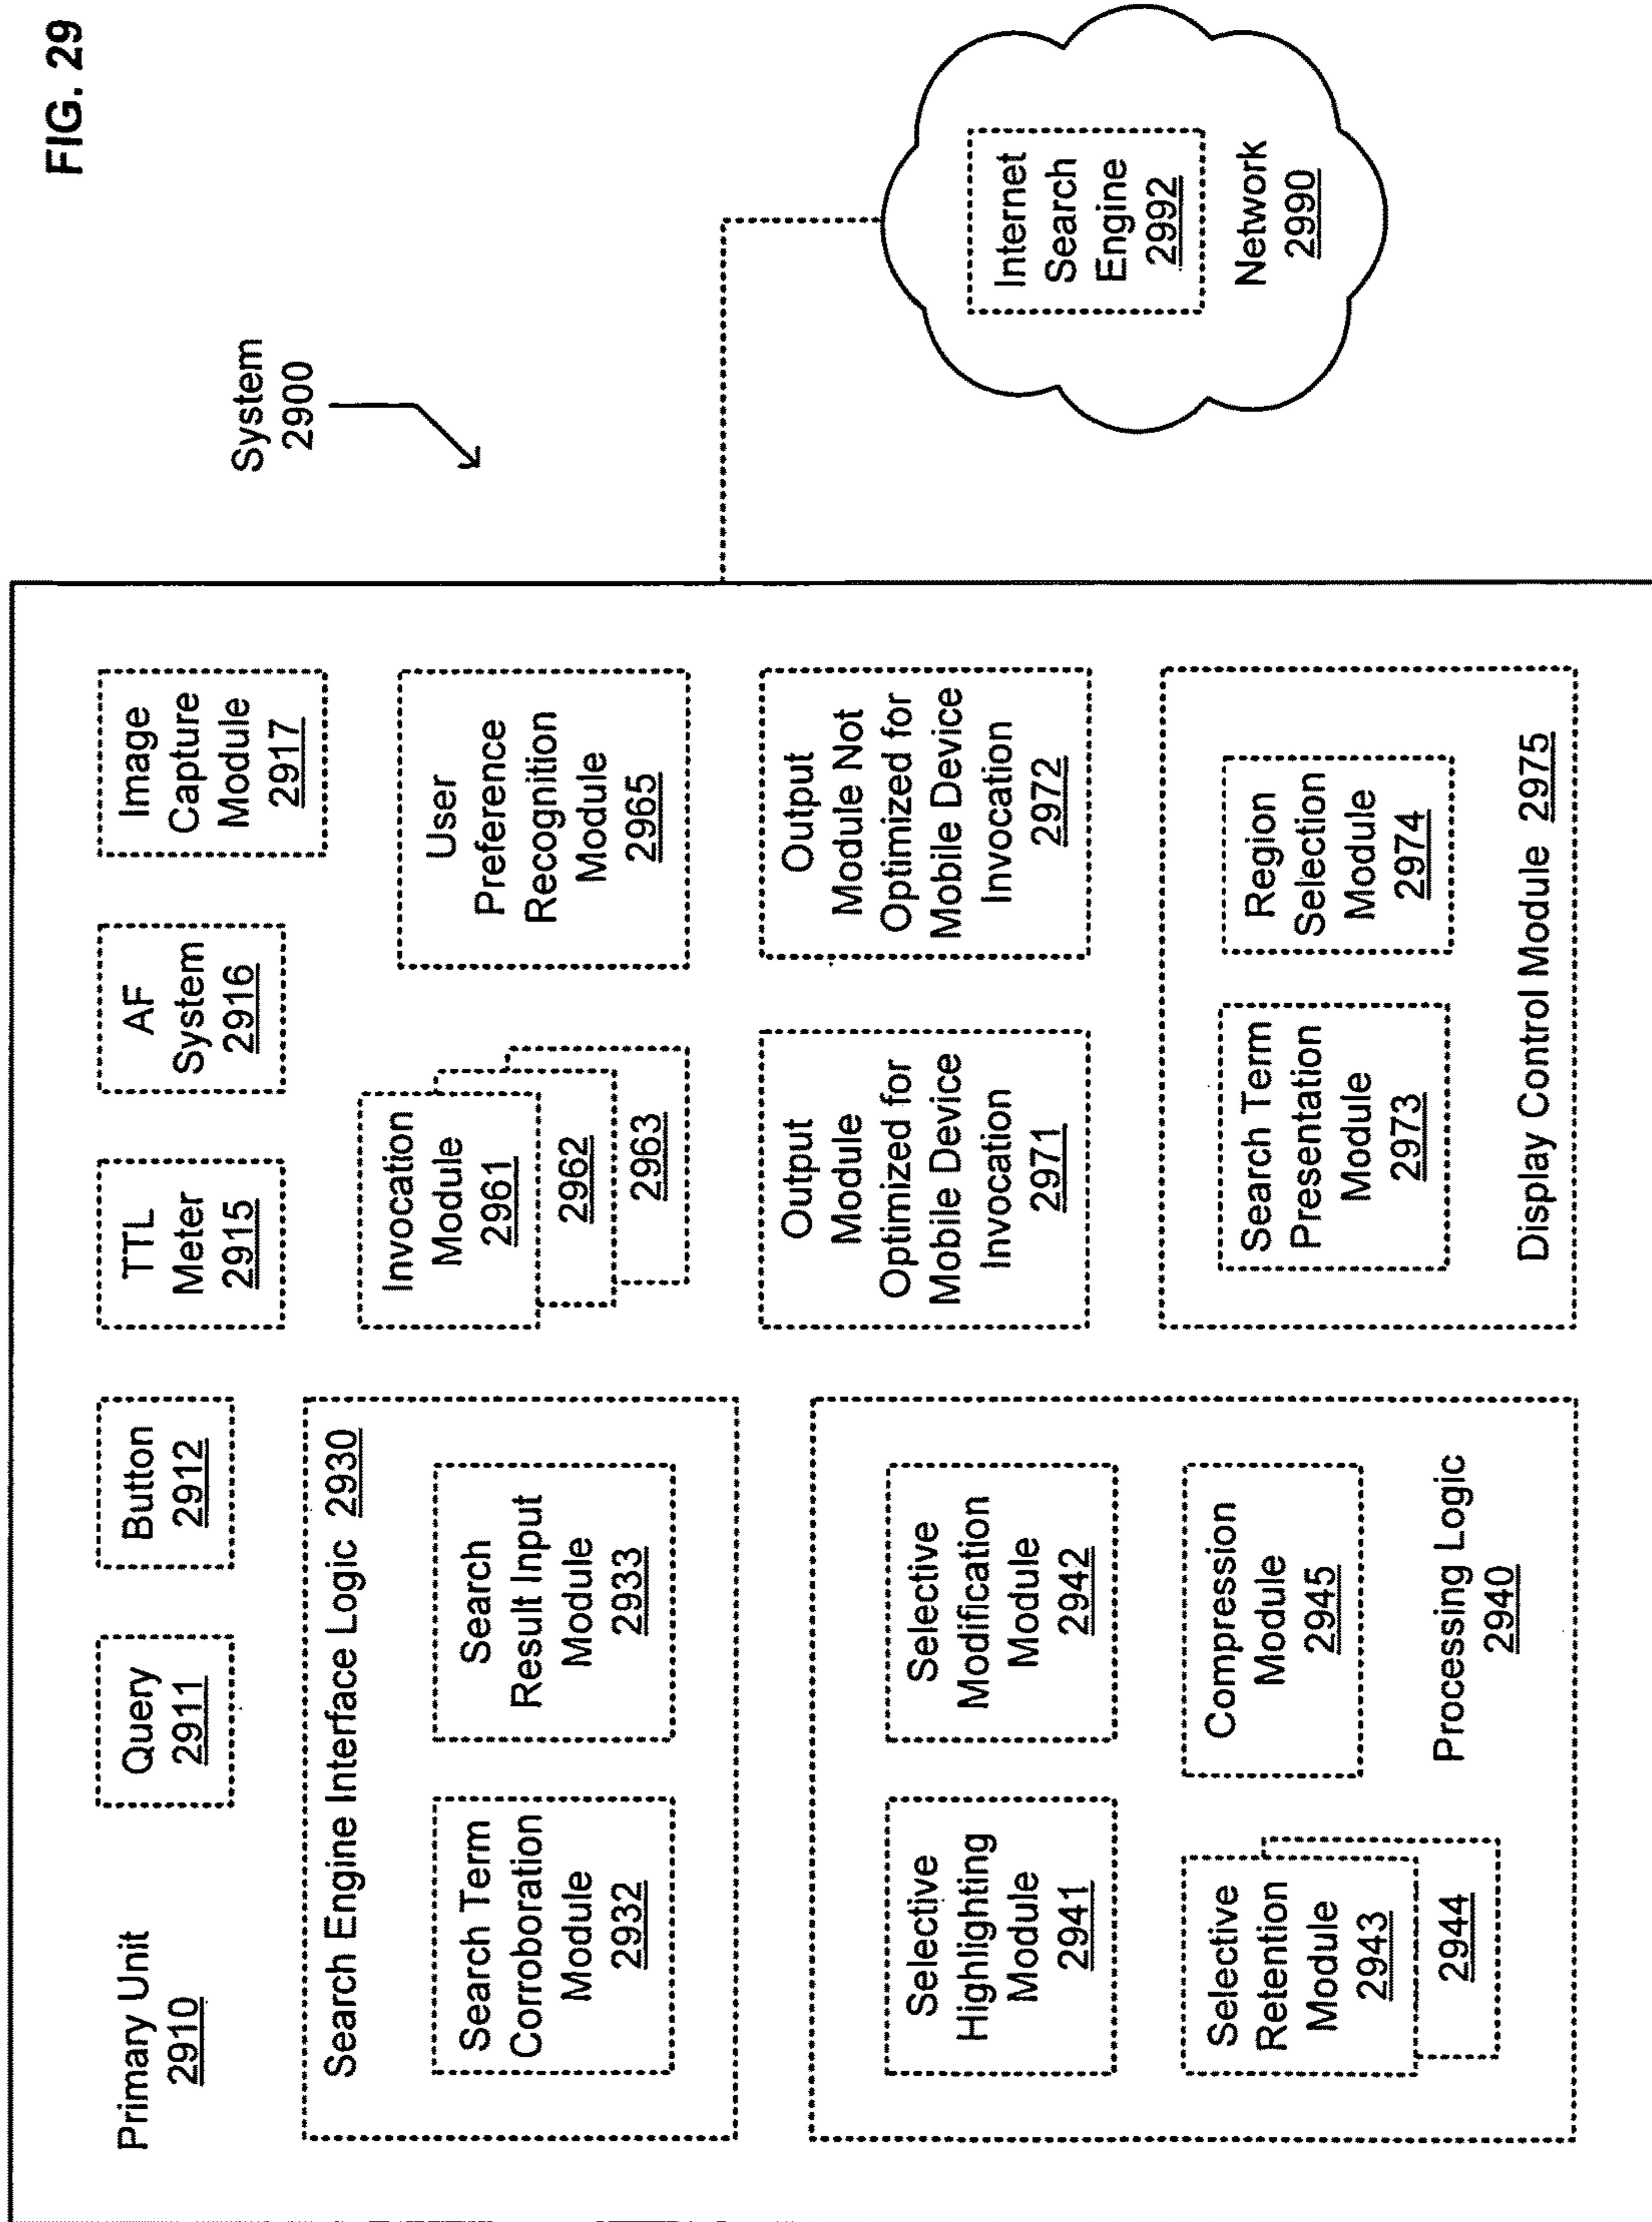 FIG. 29
System
2900
Primary Unit
2910
Query
2911
Button
2912
TTL
Meter
2915
AF
System
2916
Image
Capture
Module
2917
Search Engine Interface Logic 2930
Search Term
Corroboration
Module
2932
Search
Result Input
Module
2933
Invocation
Module
2961
2962
2963
User
Preference
Recognition
Module
2965
Output
Module
Optimized for
Mobile Device
Invocation
2971
Output
Module Not
Optimized for
Mobile Device
Invocation
2972
Selective
Highlighting
Module
2941
Selective
Modification
Module
2942
Selective
Retention
Module
2943
2944
Compression
Module
2945
Processing Logic
2940
Search Term
Presentation
Module
2973
Region
Selection
Module
2974
Display Control Module 2975
Internet
Search
Engine
2992
Network
2990